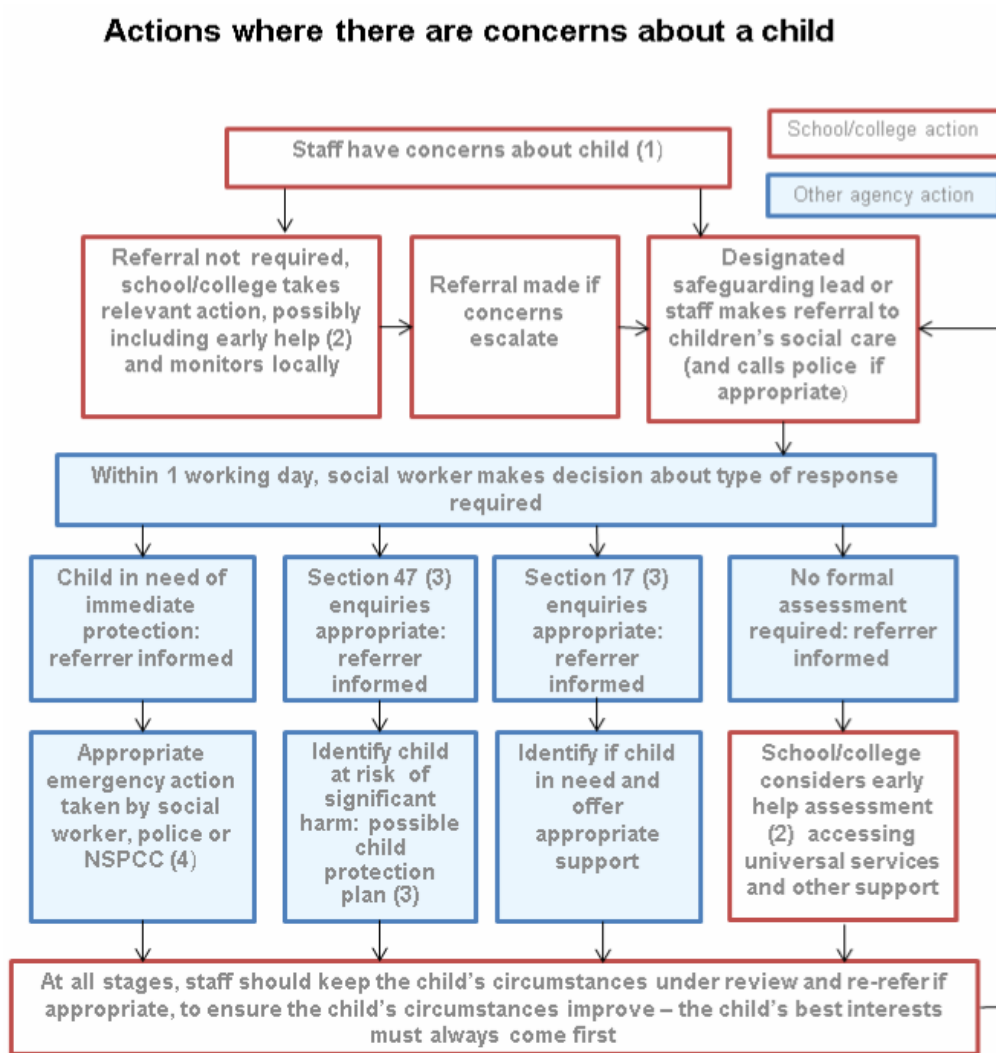 Actions where there are concerns about a child
School/college action
Staff have concerns about child (1)
Other agency action
Referral not required,
school/college takes
relevant action, possibly
including early help (2)
and monitors locally
Referral made if
concerns
escalate
Designated
safeguarding lead or
staff makes referral to
children’s social care
(and calls police if
appropriate)
Within 1 working day, social worker makes decision about type of response
required
Child in need of
immediate
protection:
referrer informed
Section 47 (3)
enquiries
appropriate:
referrer
informed
Section 17 (3)
enquiries
appropriate:
referrer
informed
No formal
assessment
required: referrer
informed
Appropriate
emergency action
taken by social
worker, police or
NSPCC (4)
Identify child
at risk of
significant
harm: possible
child
protection
plan (3)
Identify if child
in need and
offer
appropriate
support
School/college
considers early
help assessment
(2) accessing
universal services
and other support
At all stages, staff should keep the child’s circumstances under review and re-refer if
appropriate, to ensure the child’s circumstances improve – the child’s best interests
must always come first